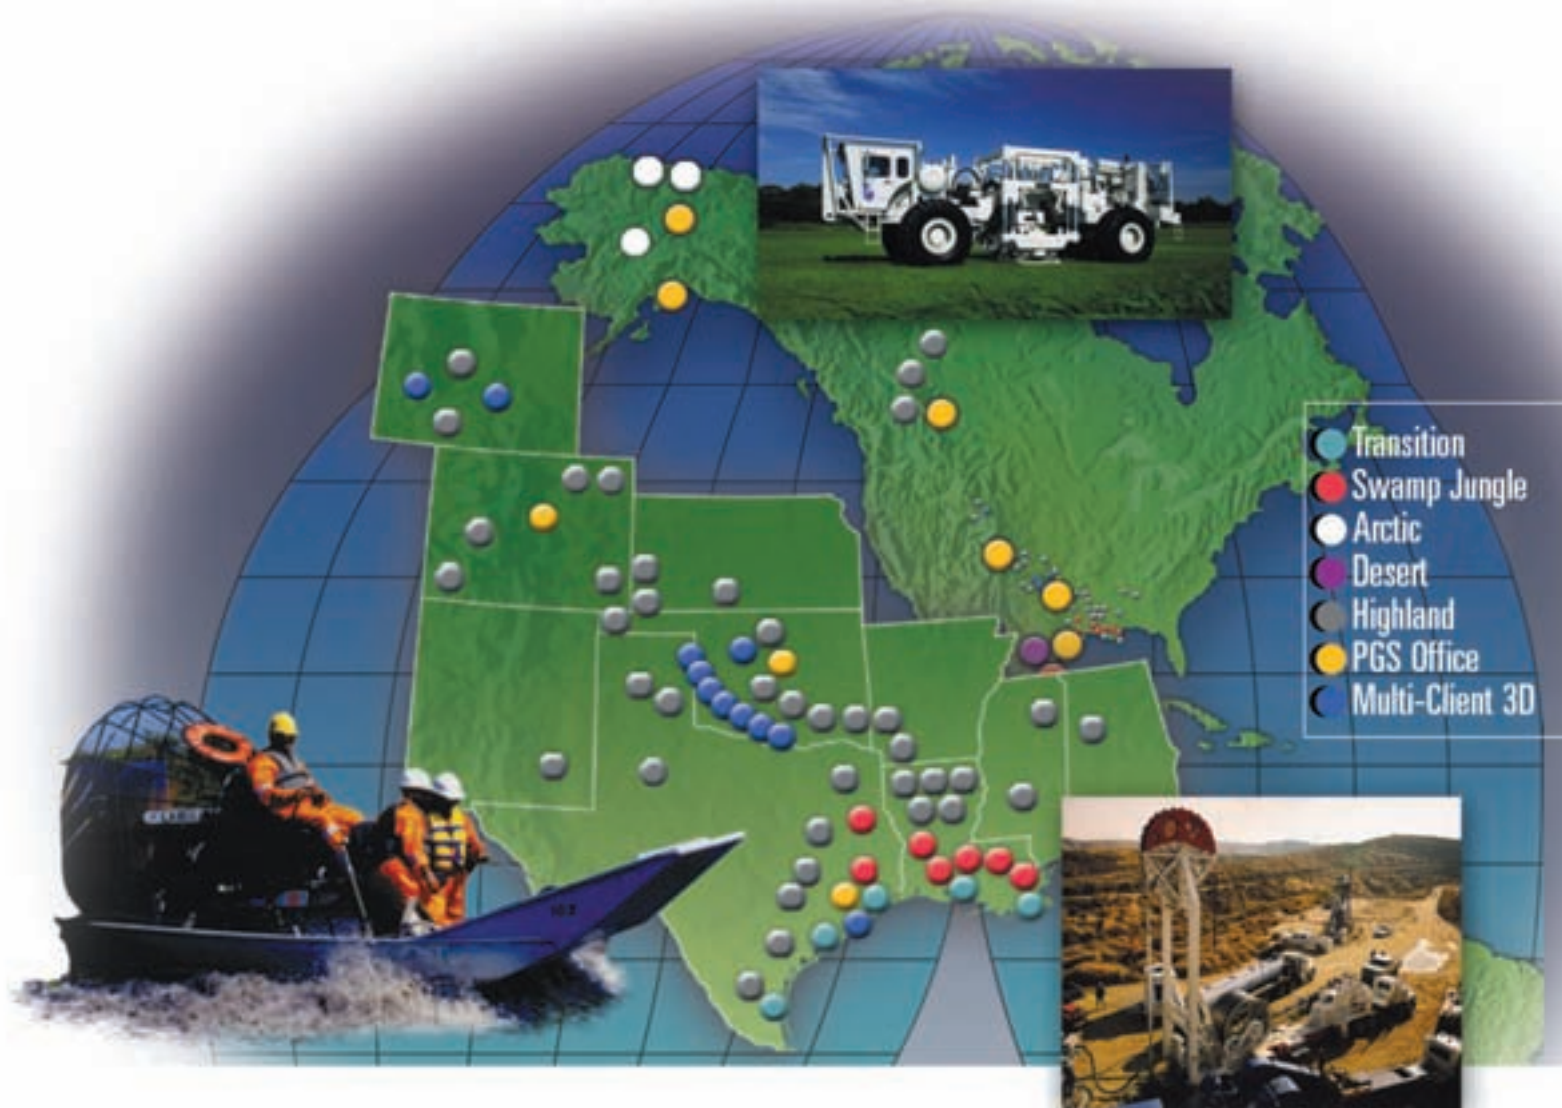 Transition
Swamp Jungle
Arctic
Desert
Highland
PGS Office
Multi-Client 3D